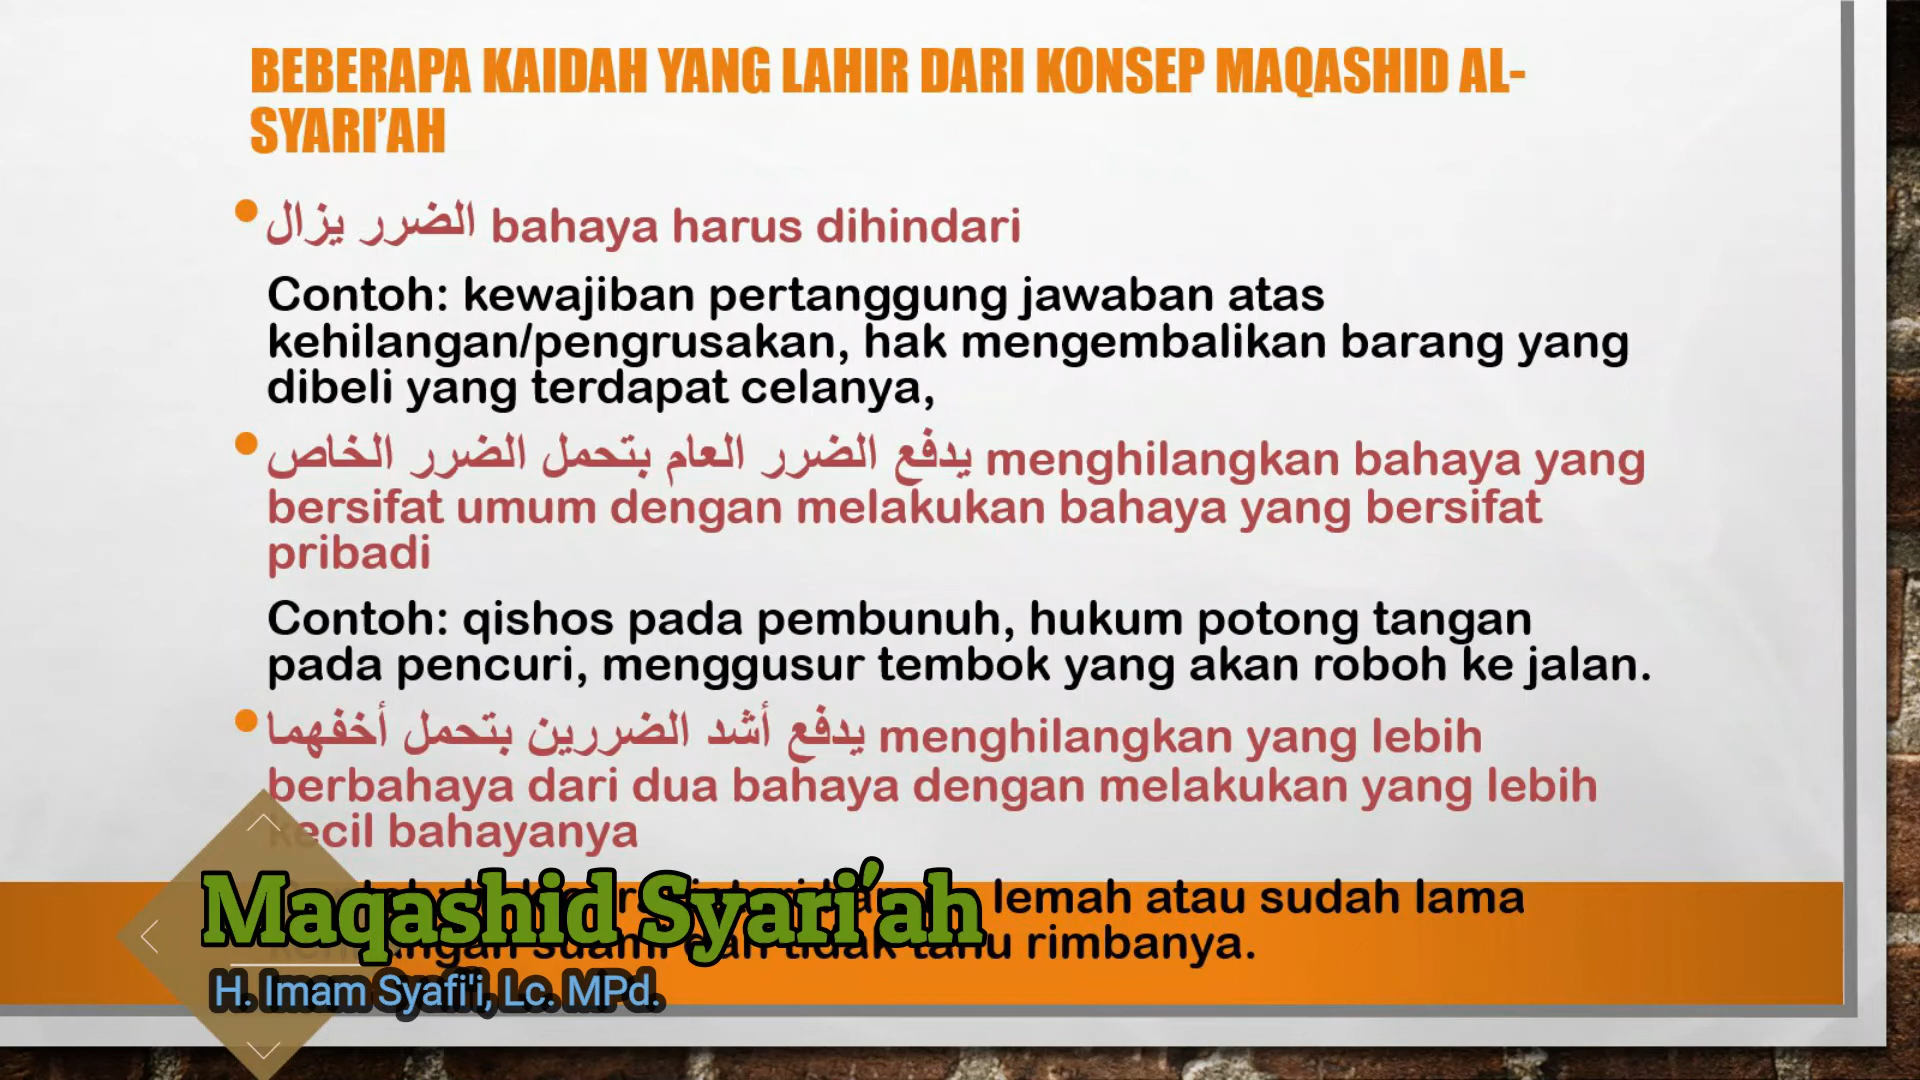 BEBERAPA KAIDAH YANG LAHIR DARI KONSEP MAQASHID AL-
SYARI'AH
الضرر يزال bahaya harus dihindari
Contoh: kewajiban pertanggung jawaban atas
kehilangan/pengrusakan, hak mengembalikan barang yang
dibeli yang terdapat celanya,
يدفع الضرر العام بتحمل الضرر الخاص menghilangkan bahaya yang
bersifat umum dengan melakukan bahaya yang bersifat
pribadi
Contoh: qishos pada pembunuh, hukum potong tangan
pada pencuri, menggusur tembok yang akan roboh ke jalan.
يدفع أشد الضررين بتحمل أخفهما menghilangkan yang lebih
berbahaya dari dua bahaya dengan melakukan yang lebih
kecil bahayanya
lemah atau sudah lama
rimbanya.
Maqashid Syari'ah
H. Imam Syafi'i, Lc. MPd.